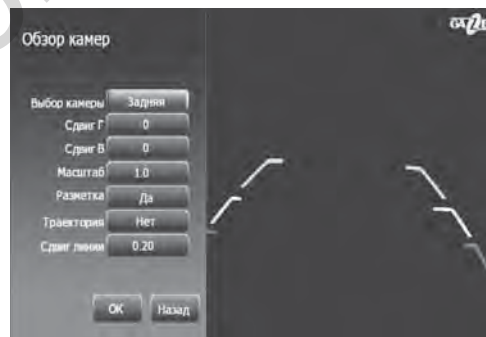 Обзор камер
Выбор камеры Задняя
Сдвиг Г 0
Сдвиг В 0
Масштаб 1.0
Разметка Да
Траектория Нет
Сдвиг линии 0.20
ОК Назад